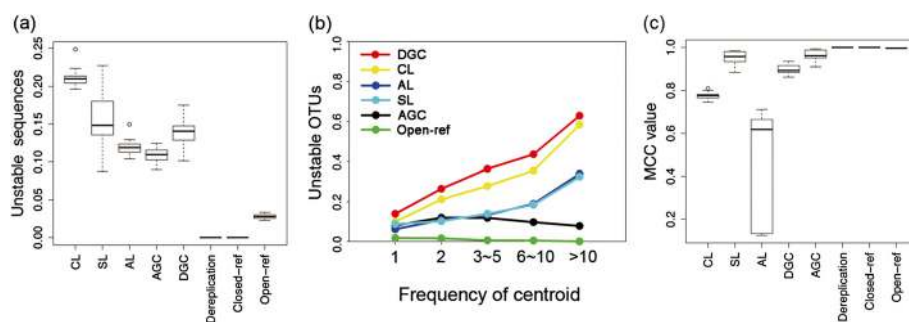 (a)
Unstable sequences
0.25
0.20
0.15
0.10
0.05
0.00
CL
SL
AL
AGC
DGC
Dereplication
Closed-ref
Open-ref
(b)
Unstable OTUs
1.0
0.8
0.6
0.4
0.2
0.0
DGC
CL
AL
SL
AGC
Open-ref
1 2 3~5 6~10 >10
Frequency of centroid
(c)
MCC value
1.0
0.8
0.6
0.4
0.2
CL
SL
AL
DGC
AGC
Dereplication
Closed-ref
Open-ref